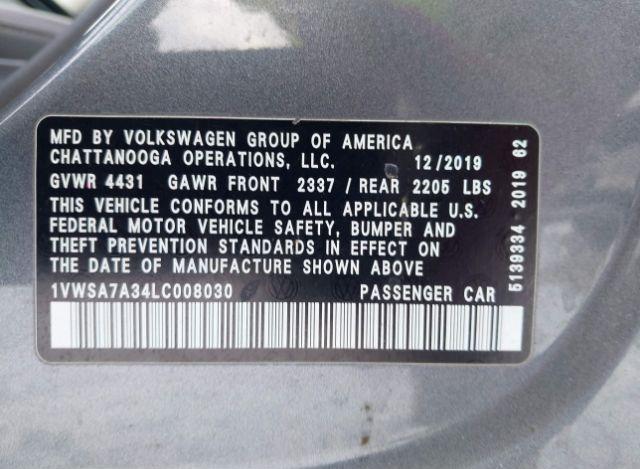 MFD BY VOLKSWAGEN GROUP OF AMERICA
CHATTANOOGA OPERATIONS, LLC. 12/2019
GVWR 4431 GAWR FRONT 2337 / REAR 2205 LBS
THIS VEHICLE CONFORMS TO ALL APPLICABLE U.S.
FEDERAL MOTOR VEHICLE SAFETY, BUMPER AND
THEFT PREVENTION STANDARDS IN EFFECT ON
THE DATE OF MANUFACTURE SHOWN ABOVE
1VWSA7A34LC008030 PASSENGER CAR
5139334 2019 62